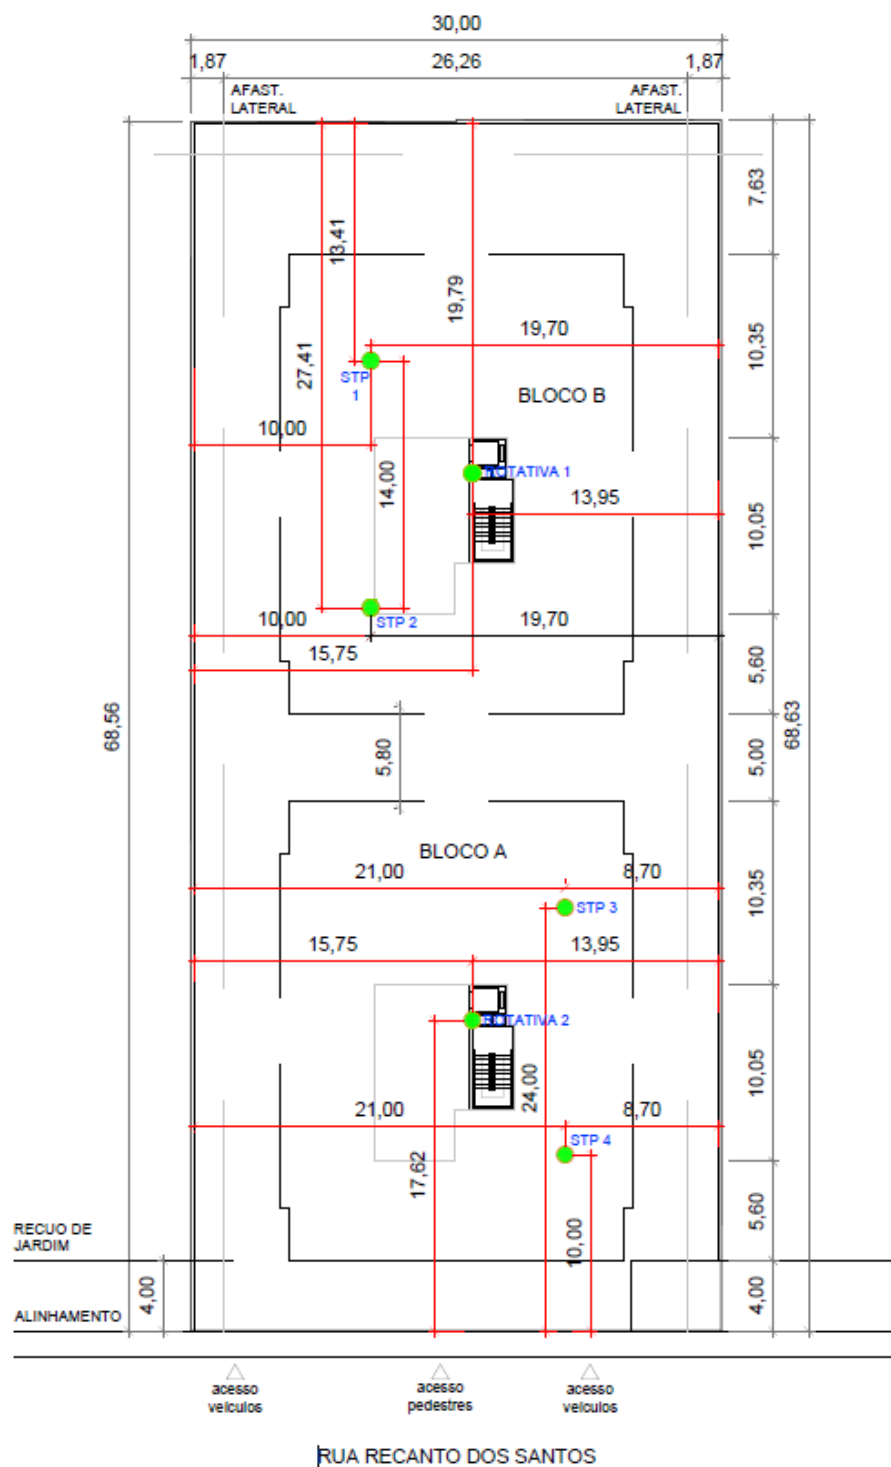 30,00
1,87
26,26
1,87
AFAST.
LATERAL
AFAST.
LATERAL
7,63
13,41
19,79
27,41
19,70
10,35
STP
1
BLOCO B
10,00
14,00
ROTATIVA 1
13,95
10,05
10,00
STP 2
19,70
15,75
5,60
68,56
68,63
5,80
5,00
BLOCO A
21,00
8,70
10,35
STP 3
15,75
13,95
ROTATIVA 2
24,00
10,05
21,00
8,70
STP 4
17,62
10,00
5,60
RECUO DE
JARDIM
4,00
4,00
ALINHAMENTO
acesso
veículos
acesso
pedestres
acesso
veículos
RUA RECANTO DOS SANTOS